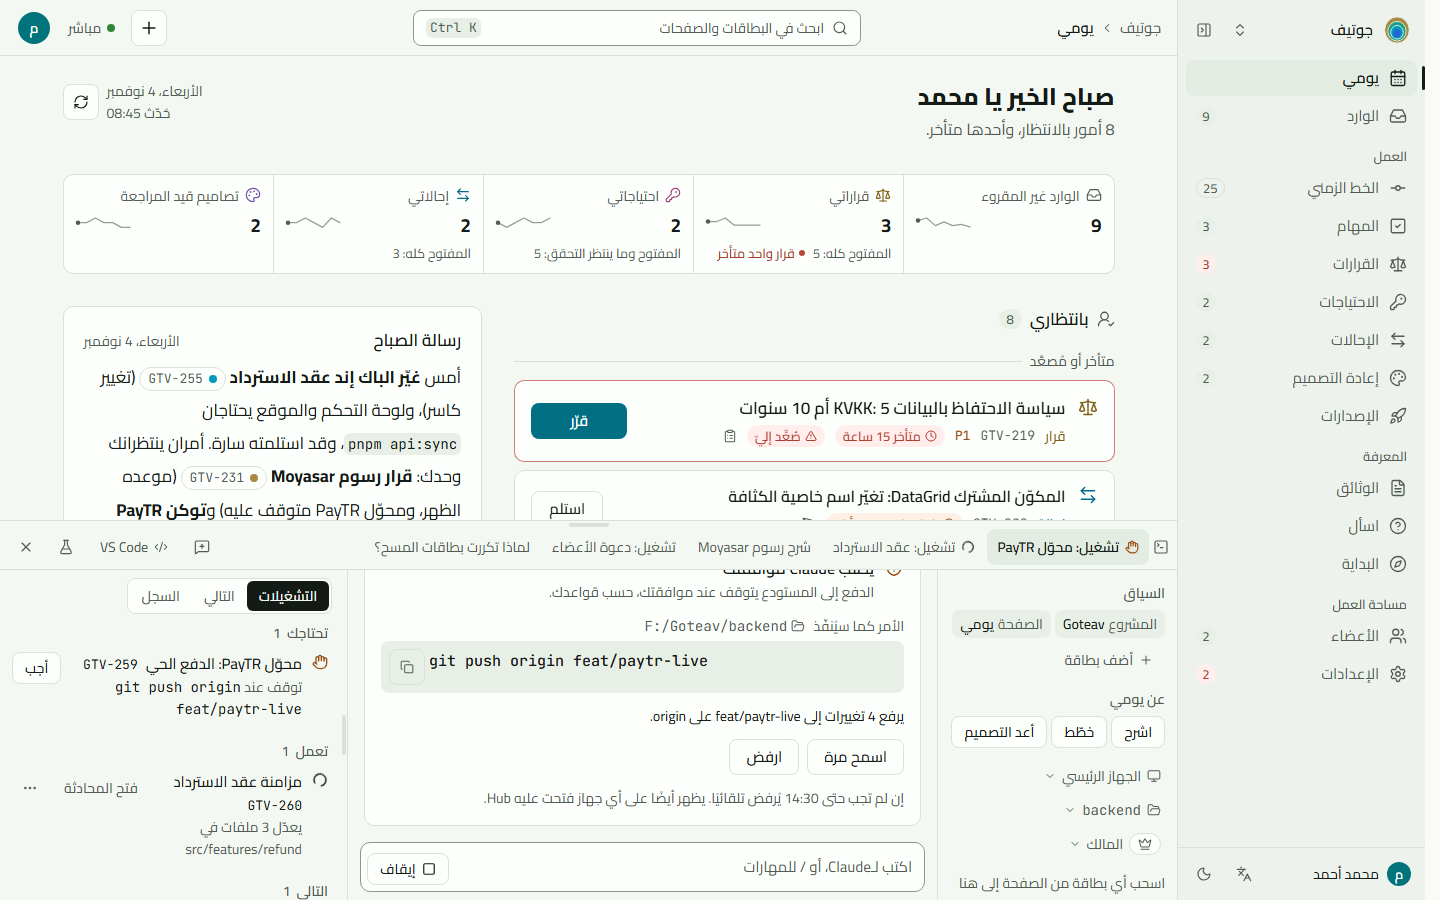 جوتيف
يومي
الوارد
9
العمل
الخط الزمني
25
المهام
3
القرارات
3
الاحتياجات
2
الإحالات
2
إعادة التصميم
2
الإصدارات
المعرفة
الوثائق
اسأل
البداية
مساحة العمل
الأعضاء
2
الإعدادات
2
محمد أحمد
م
جوتيف
يومي
ابحث في البطاقات والصفحات
Ctrl K
مباشر
م
صباح الخير يا محمد
8 أمور بالانتظار، وأحدها متأخر.
الأربعاء، 4 نوفمبر
حُدّث 08:45
الوارد غير المقروء
9
قراراتي
3
المفتوح كله: 5
قرار واحد متأخر
احتياجاتي
2
المفتوح وما ينتظر التحقق: 5
إحالاتي
2
المفتوح كله: 3
تصاميم قيد المراجعة
2
بانتظاري
8
متأخر أو مُصعَّد
سياسة الاحتفاظ بالبيانات KVKK: 5 أم 10 سنوات
قرار GTV-219 P1 متأخر 15 ساعة صُعّد إليّ
قرّر
المكوّن المشترك DataGrid: تغيّر اسم خاصية الكثافة
استلم
رسالة الصباح
الأربعاء، 4 نوفمبر
أمس غيّر الباك إند عقد الاسترداد GTV-255 (تغيير
كاسر)، ولوحة التحكم والموقع يحتاجان
pnpm api:sync، وقد استلمته سارة. أمران ينتظرانك
وحدك: قرار رسوم Moyasar GTV-231 (موعده
الظهر، ومحوّل PayTR متوقف عليه) وتوكن PayTR
تشغيل: محوّل PayTR
تشغيل: عقد الاسترداد
شرح رسوم Moyasar
تشغيل: دعوة الأعضاء
لماذا تكررت بطاقات المسح؟
VS Code
السياق
المشروع Goteav
الصفحة يومي
أضف بطاقة
عن يومي
اشرح
خطّط
أعد التصميم
الجهاز الرئيسي
backend
المالك
اسحب أي بطاقة من الصفحة إلى هنا
يطلب Claude موافقتك
الدفع إلى المستودع يتوقف عند موافقتك، حسب قواعدك.
الأمر كما سيُنفَّذ F:/Goteav/backend
git push origin feat/paytr-live
يرفع 4 تغييرات إلى feat/paytr-live على origin.
اسمح مرة
ارفض
إن لم تجب حتى 14:30 يُرفض تلقائيًا. يظهر أيضًا على أي جهاز فتحت عليه Hub.
اكتب لـClaude، أو / للمهارات
إيقاف
التشغيلات
التالي
السجل
تحتاجك 1
محوّل PayTR: الدفع الحي GTV-259
توقف عند git push origin
feat/paytr-live
أجب
تعمل 1
مزامنة عقد الاسترداد
GTV-260
يعدّل 3 ملفات في
src/features/refund
فتح المحادثة
التالي 1